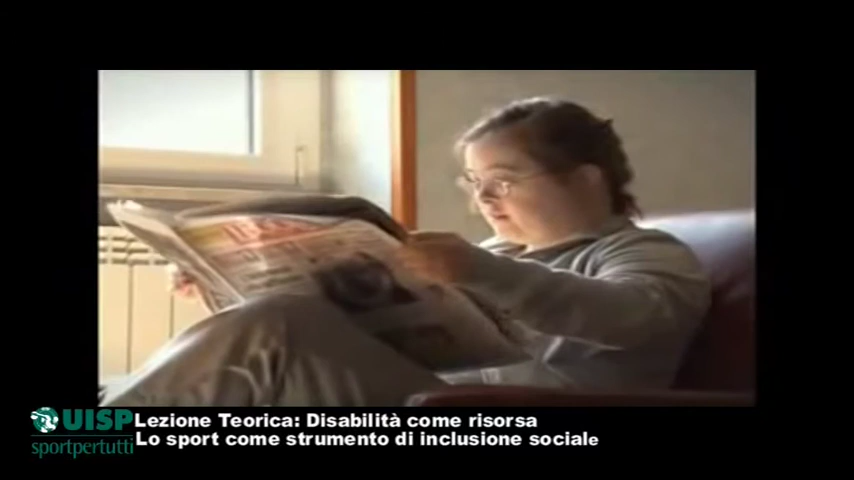 UISP
sportpertutti
Lezione Teorica: Disabilità come risorsa
Lo sport come strumento di inclusione sociale